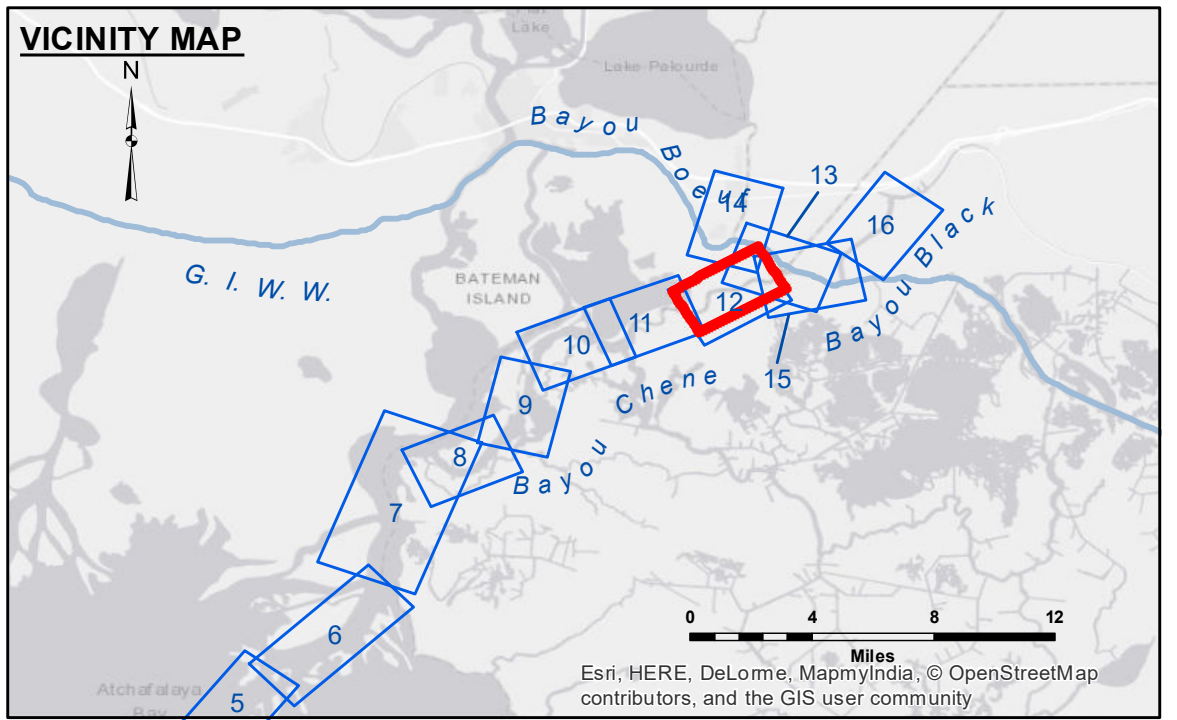 VICINITY MAP
N
Lake
Lake Palourde
Bayou
Boeuf
13
14
16
Bayou Black
G. I. W. W.
BATEMAN
ISLAND
12
11
10
15
Chene
9
8
Bayou
7
6
5
0 4 8 12
Miles
Esri, HERE, DeLorme, MapmyIndia, © OpenStreetMap
contributors, and the GIS user community
Atchafalaya
Bay